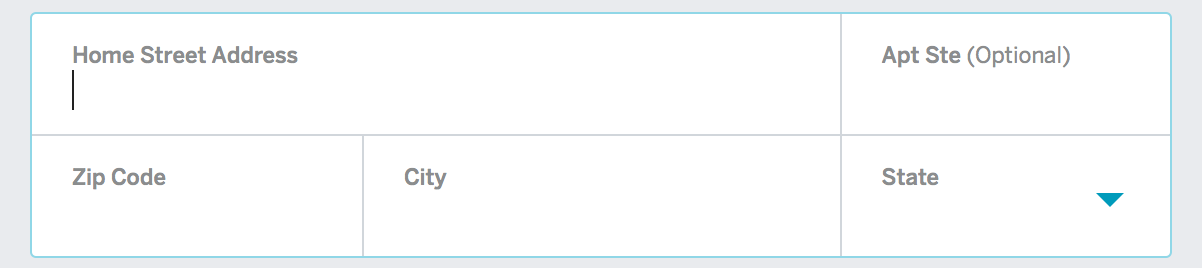 Home Street Address
Apt Ste (Optional)
Zip Code
City
State